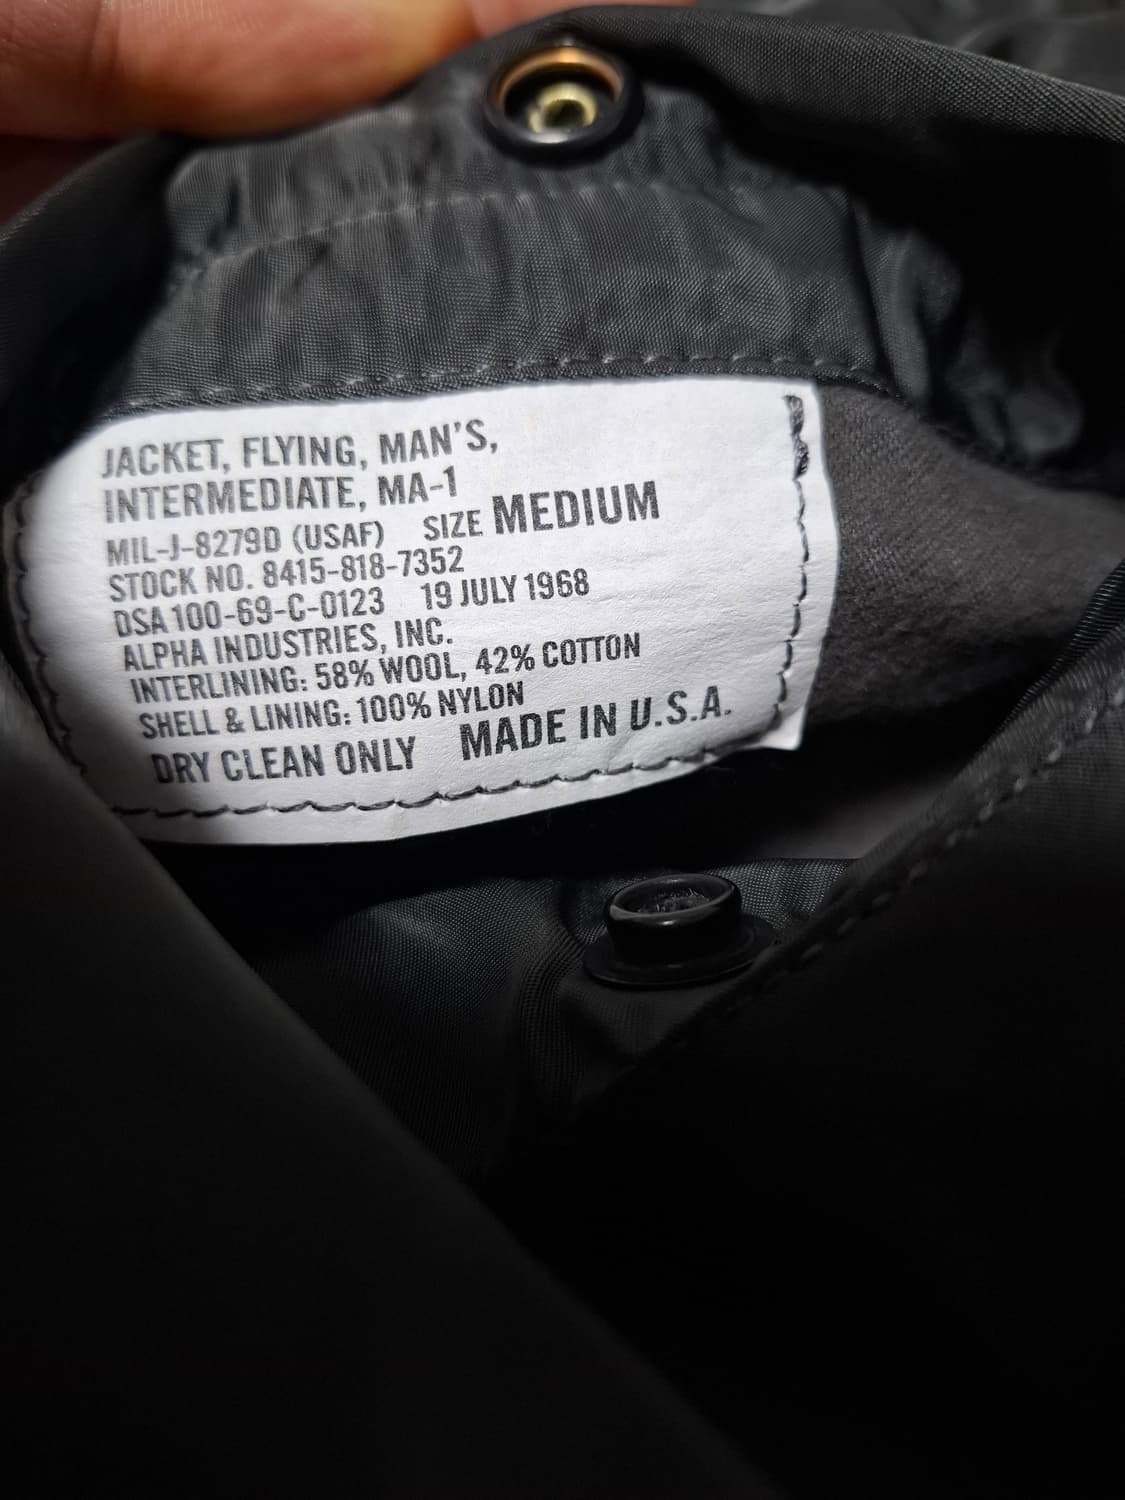 JACKET, FLYING, MAN'S,
INTERMEDIATE, MA-1
MIL-J-8279D (USAF) SIZE MEDIUM
STOCK NO. 8415-818-7352
DSA 100-69-C-0123 19 JULY 1968
ALPHA INDUSTRIES, INC.
INTERLINING: 58% WOOL, 42% COTTON
SHELL & LINING: 100% NYLON
DRY CLEAN ONLY MADE IN U.S.A.